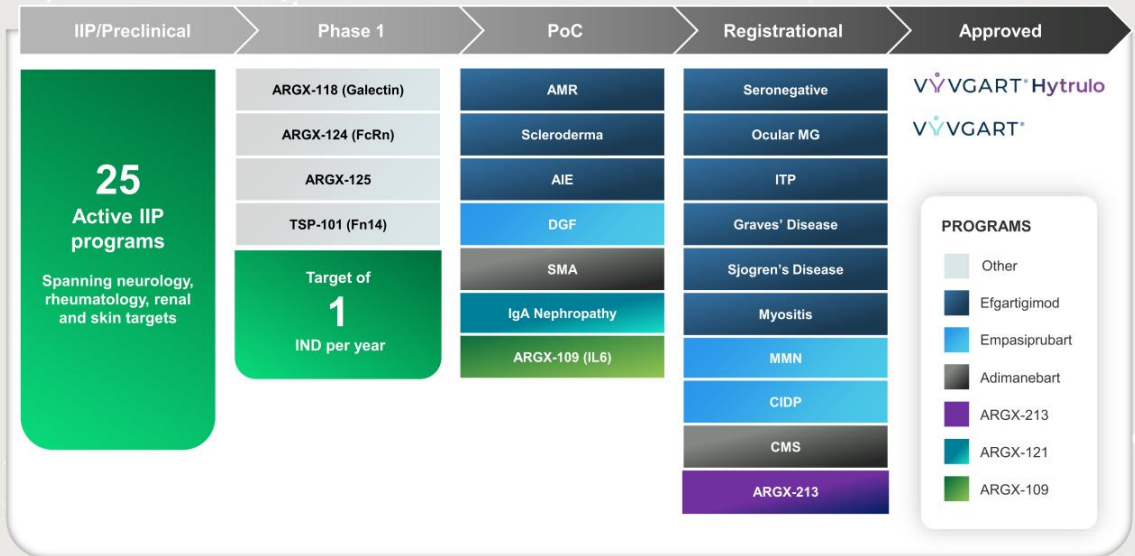 IIP/Preclinical
Phase 1
PoC
Registrational
Approved
25
Active IIP
programs
Spanning neurology,
rheumatology, renal
and skin targets
ARGX-118 (Galectin)
ARGX-124 (FcRn)
ARGX-125
TSP-101 (Fn14)
Target of
1
IND per year
AMR
Scleroderma
AIE
DGF
SMA
IgA Nephropathy
ARGX-109 (IL6)
Seronegative
Ocular MG
ITP
Graves' Disease
Sjogren's Disease
Myositis
MMN
CIDP
CMS
ARGX-213
VYVGART® Hytrulo
VYVGART®
PROGRAMS
Other
Efgartigimod
Empasiprubart
Adimanebart
ARGX-213
ARGX-121
ARGX-109